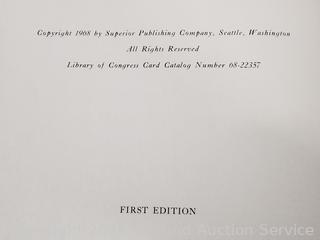 Copyright 1968 by Superior Publishing Company, Seattle, Washington
All Rights Reserved
Library of Congress Card Catalog Number 68-22357
FIRST EDITION
and Auction Service